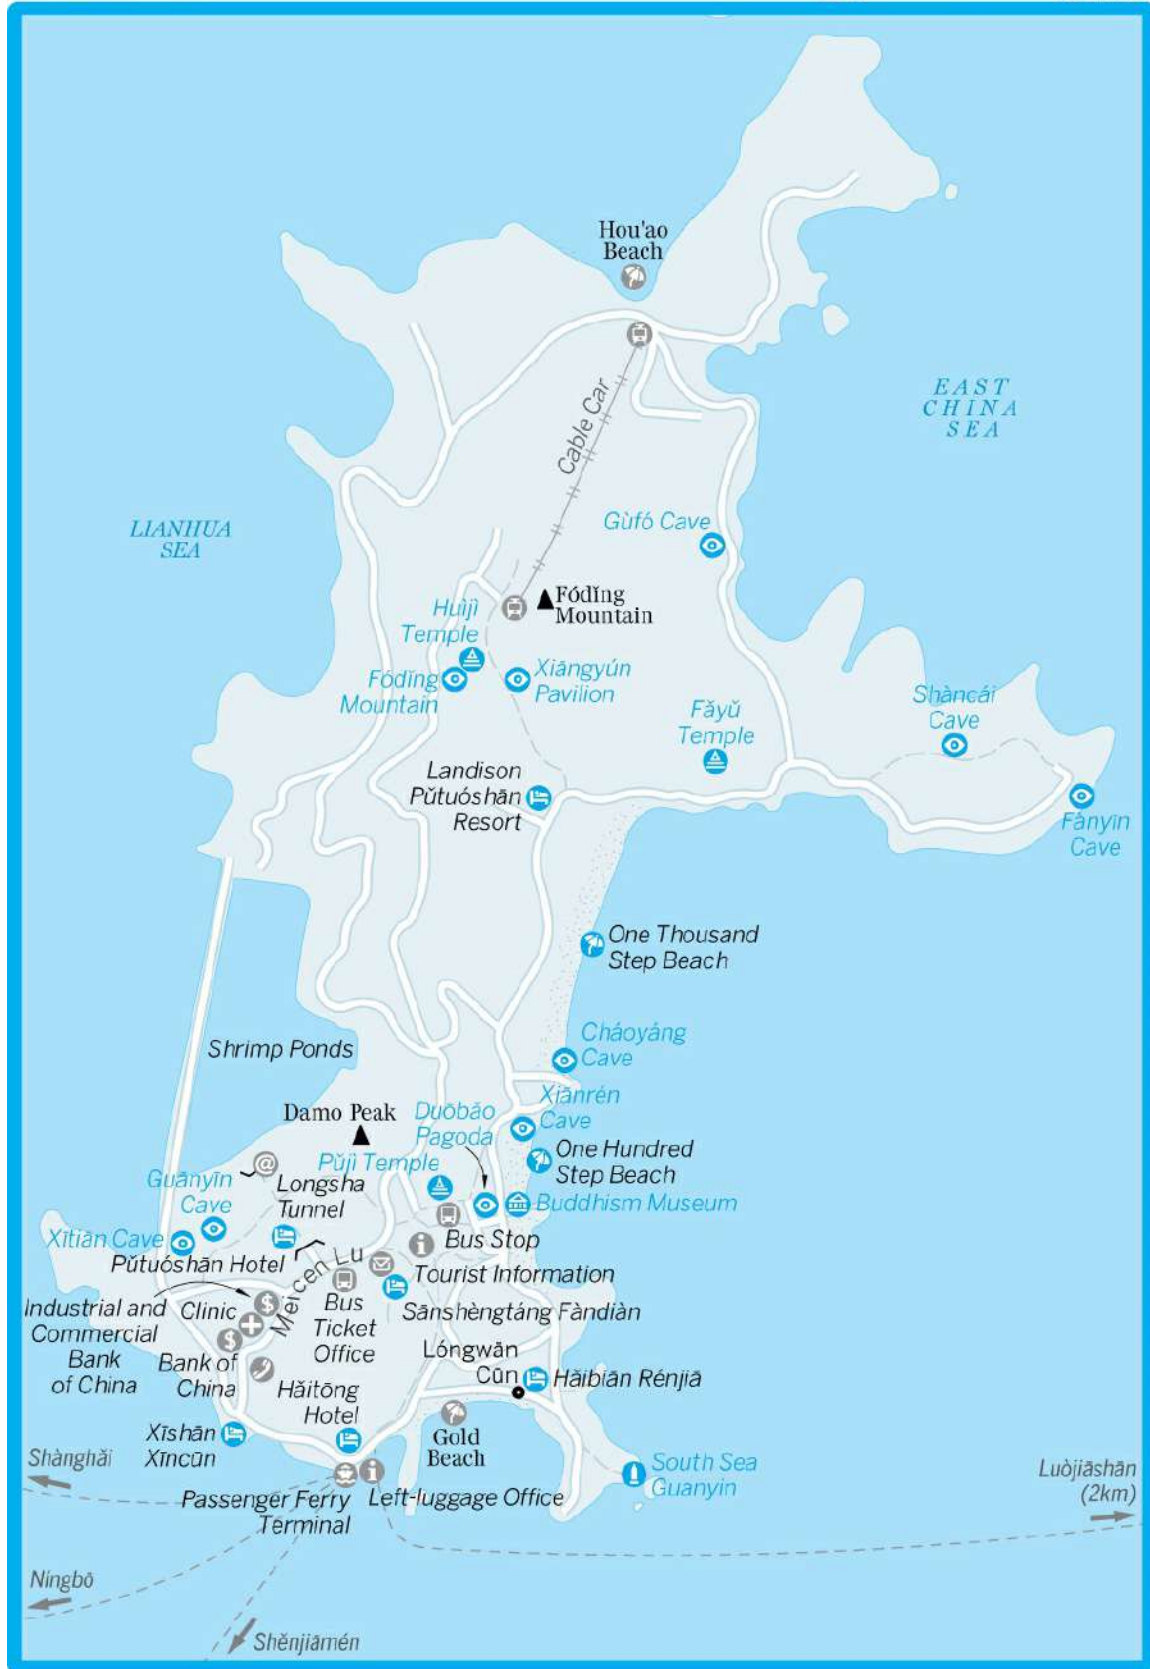 Hou'ao
Beach
EAST
CHINA
SEA
Cable Car
LIANHUA
SEA
Gùfó Cave
Fódǐng
Mountain
Huìjì
Temple
Fódǐng
Mountain
Xiāngyún
Pavilion
Fǎyǔ
Temple
Shàncái
Cave
Landison
Pǔtuóshān
Resort
Fànyīn
Cave
One Thousand
Step Beach
Cháoyáng
Cave
Shrimp Ponds
Xiānrén
Cave
Damo Peak
Duōbǎo
Pagoda
One Hundred
Step Beach
Pǔjì Temple
@
Guānyīn
Cave
Longsha
Tunnel
Buddhism Museum
Xītiān Cave
Pǔtuóshān Hotel
Bus Stop
Meicen Lu
Tourist Information
Industrial and
Commercial
Bank
of China
Clinic
Bus
Ticket
Office
Sānshèngtáng Fàndiàn
Bank of
China
Lóngwān
Cūn
Hǎibiān Rénjiā
Hǎitōng
Hotel
Xīshān
Xīncūn
Gold
Beach
South Sea
Guanyin
Shànghǎi
Luòjiāshān
(2km)
Passenger Ferry
Terminal
Left-luggage Office
Níngbō
Shěnjiāmén